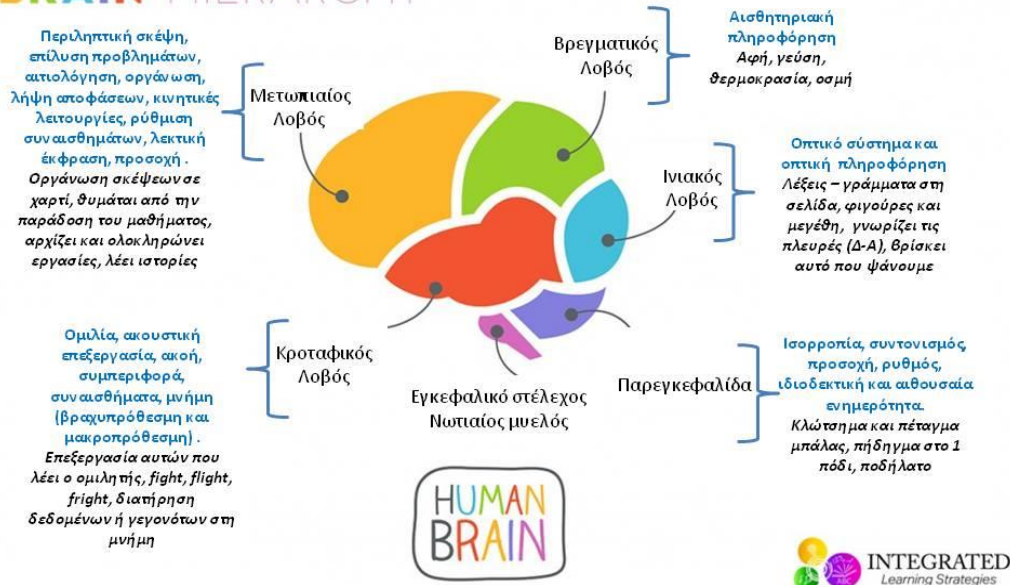 BRAIN HIERARCHY
Περιληπτική σκέψη,
επίλυση προβλημάτων,
αιτιολόγηση, οργάνωση,
λήψη αποφάσεων, κινητικές
λειτουργίες, ρύθμιση
συναισθημάτων, λεκτική
έκφραση, προσοχή .
Οργάνωση σκέψεων σε
χαρτί, θυμάται από την
παράδοση του μαθήματος,
αρχίζει και ολοκληρώνει
εργασίες, λέει ιστορίες
Μετωπιαίος
Λοβός
Βρεγματικός
Λοβός
Αισθητηριακή
πληροφόρηση
Αφή, γεύση,
θερμοκρασία, οσμή
Ινιακός
Λοβός
Οπτικό σύστημα και
οπτική πληροφόρηση
Λέξεις – γράμματα στη
σελίδα, φιγούρες και
μεγέθη, γνωρίζει τις
πλευρές (Δ-Α), βρίσκει
αυτό που ψάνουμε
Ομιλία, ακουστική
επεξεργασία, ακοή,
συμπεριφορά,
συναισθήματα, μνήμη
(βραχυπρόθεσμη και
μακροπρόθεσμη) .
Επεξεργασία αυτών που
λέει ο ομιλητής, fight, flight,
fright, διατήρηση
δεδομένων ή γεγονότων στη
μνήμη
Κροταφικός
Λοβός
Εγκεφαλικό στέλεχος
Νωτιαίος μυελός
Παρεγκεφαλίδα
Ισορροπία, συντονισμός,
προσοχή, ρυθμός,
ιδιοδεκτική και αιθουσαία
ενημερότητα.
Κλώτσημα και πέταγμα
μπάλας, πήδηγμα στο 1
πόδι, ποδήλατο
HUMAN
BRAIN
ABC
INTEGRATED
Learning Strategies